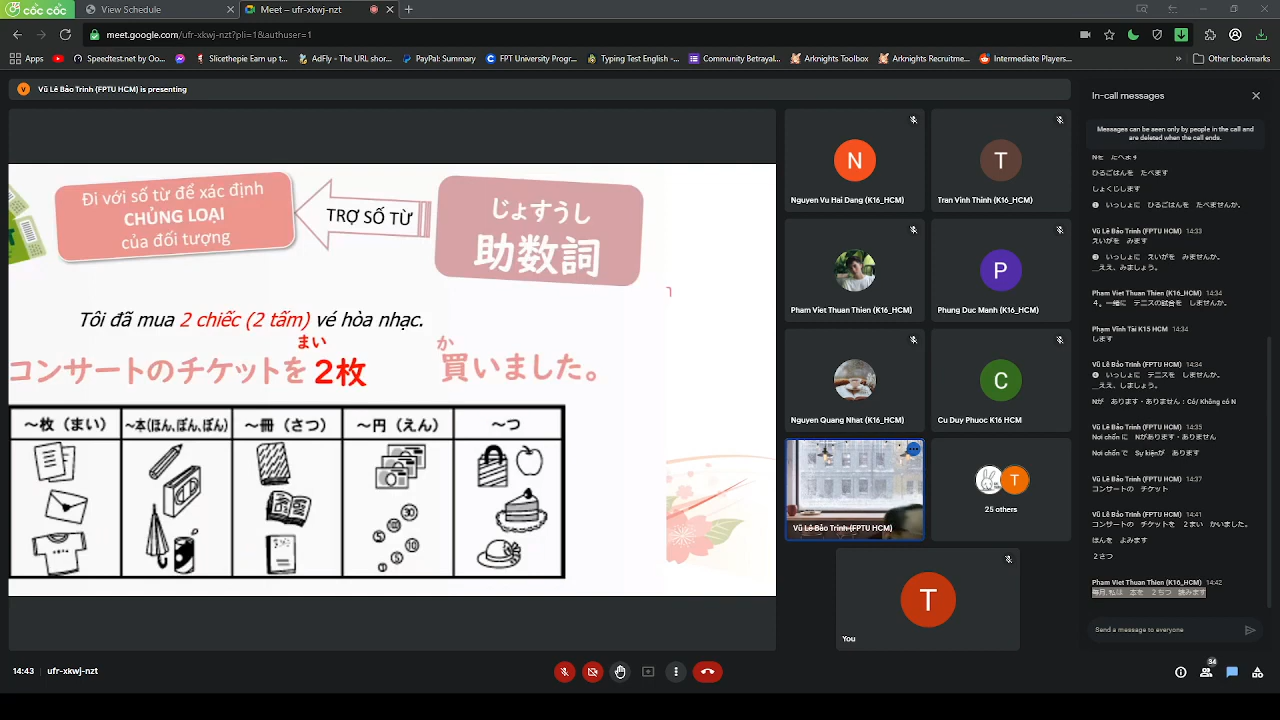 cốc cốc
View Schedule
Meet – ufr-xkwj-nzt
meet.google.com/ufr-xkwj-nzt?pli=1&authuser=1
Apps
Speedtest.net by Oo...
Slicethepie Earn up t...
AdFly - The URL shor...
PayPal: Summary
FPT University Progr...
Typing Test English -...
Community Betrayal...
Arknights Toolbox
Arknights Recruitme...
Intermediate Players...
»
Other bookmarks
V
Vũ Lê Bảo Trinh (FPTU HCM) is presenting
Đi với số từ để xác định
CHỦNG LOẠI
của đối tượng
TRỢ SỐ TỪ
じょすうし
助数詞
Tôi đã mua 2 chiếc (2 tấm) vé hòa nhạc.
まい
か
コンサートのチケットを 2枚 買いました。
～枚（まい）
～本（ほん、ぼん、ぽん）
～冊（さつ）
～円（えん）
～つ
N
Nguyen Vu Hai Dang (K16_HCM)
T
Tran Vinh Thinh (K16_HCM)
Pham Viet Thuan Thien (K16_HCM)
P
Phung Duc Manh (K16_HCM)
Nguyen Quang Nhat (K16_HCM)
C
Cu Duy Phuoc K16 HCM
Vũ Lê Bảo Trinh (FPTU HCM)
T
25 others
T
You
In-call messages
Messages can be seen only by people in the call and
are deleted when the call ends.
Nを たべます
ひるごはんを たべます
しょくじします
❶ いっしょに ひるごはんを たべませんか。
Vũ Lê Bảo Trinh (FPTU HCM) 14:33
えいがを みます
❸ いっしょに えいがを みませんか。
＿ええ、みましょう。
Pham Viet Thuan Thien (K16_HCM) 14:34
４。一緒に テニスの試合を しませんか。
Phạm Vĩnh Tài K15 HCM 14:34
します
Vũ Lê Bảo Trinh (FPTU HCM) 14:34
❹ いっしょに テニスを しませんか。
＿ええ、しましょう。
Nが あります・ありません : Có/ Không có N
Vũ Lê Bảo Trinh (FPTU HCM) 14:35
Nơi chốn に Nがあります・ありません
Nơi chốn で Sự kiệnが あります
Vũ Lê Bảo Trinh (FPTU HCM) 14:37
コンサートの チケット
Vũ Lê Bảo Trinh (FPTU HCM) 14:41
コンサートの チケットを ２まい かいました。
ほんを よみます
２さつ
Pham Viet Thuan Thien (K16_HCM) 14:42
毎月,私は 本を ２ちつ 読みます
Send a message to everyone
14:43
ufr-xkwj-nzt